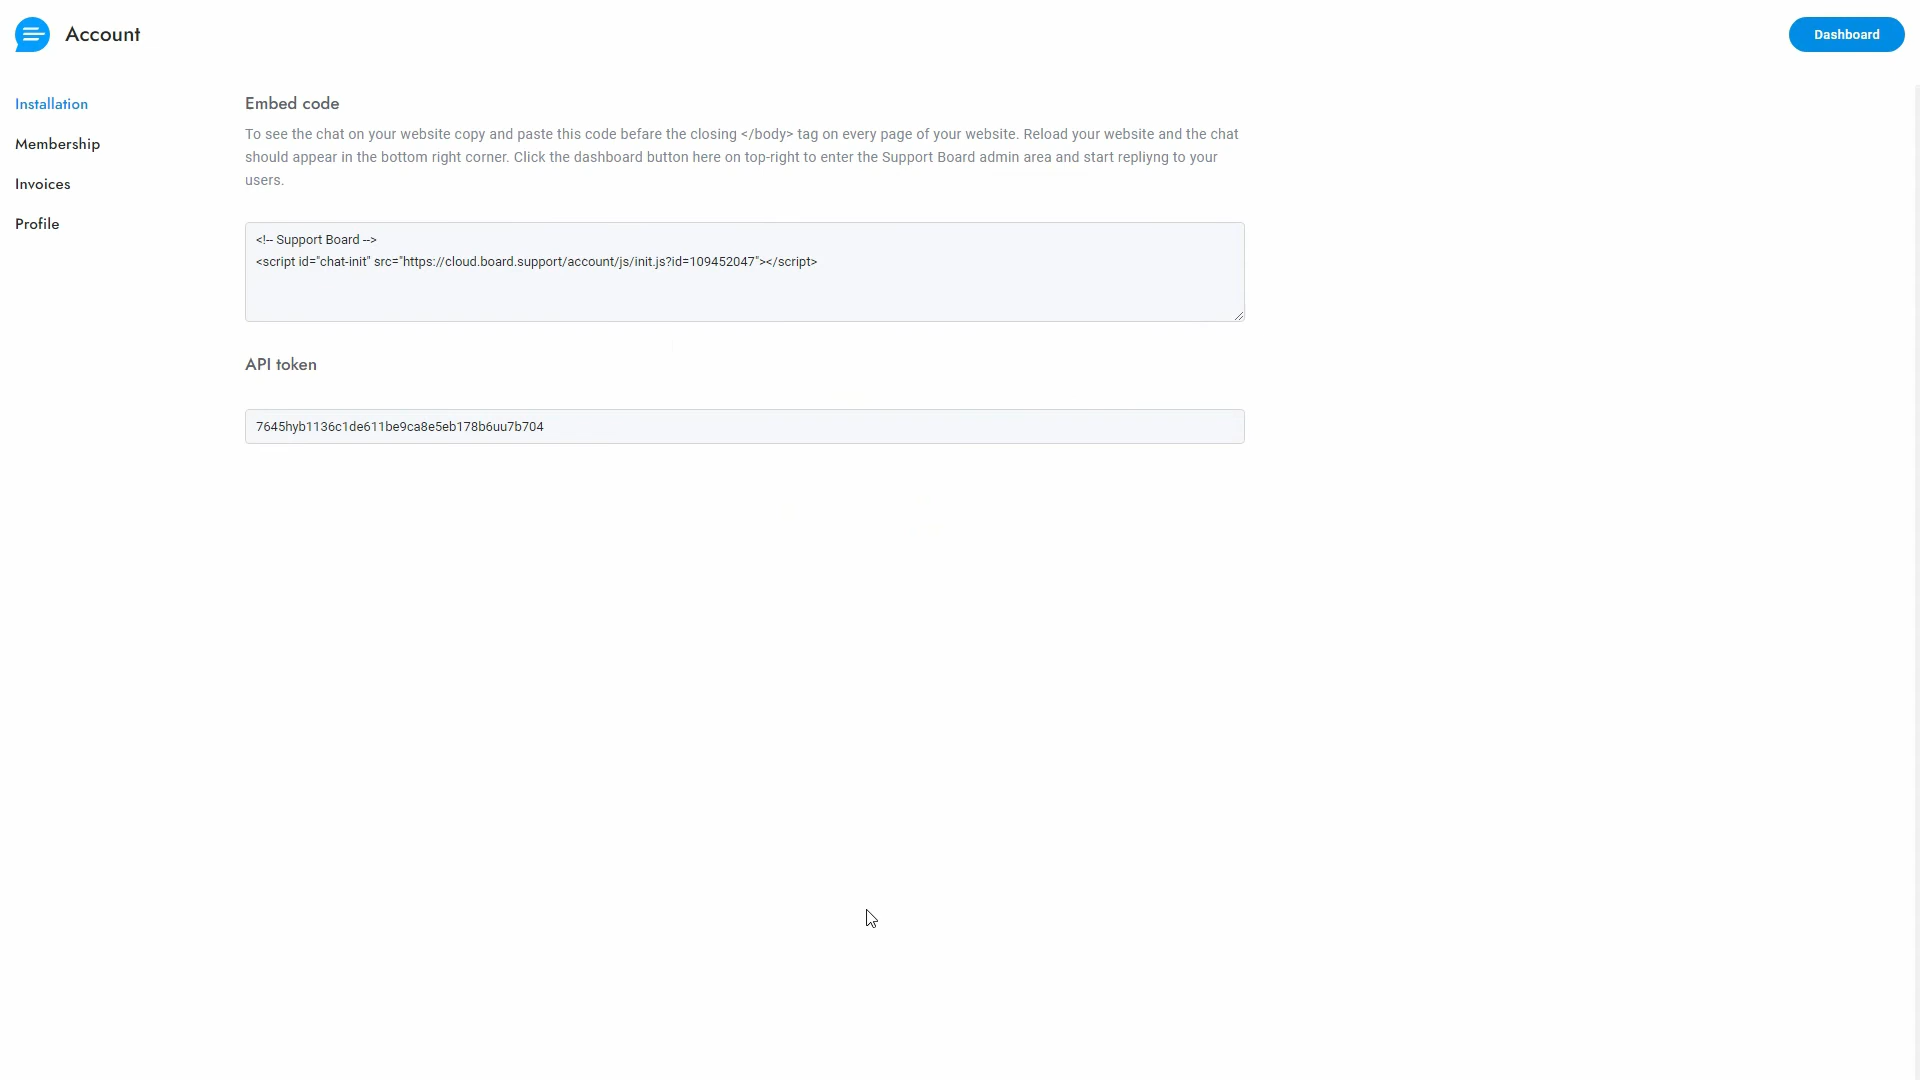 Account
Dashboard
Installation
Membership
Invoices
Profile
Embed code
To see the chat on your website copy and paste this code befare the closing </body> tag on every page of your website. Reload your website and the chat
should appear in the bottom right corner. Click the dashboard button here on top-right to enter the Support Board admin area and start repliyng to your
users.
<!-- Support Board -->
<script id="chat-init" src="https://cloud.board.support/account/js/init.js?id=109452047"></script>
API token
7645hyb1136c1de611be9ca8e5eb178b6uu7b704